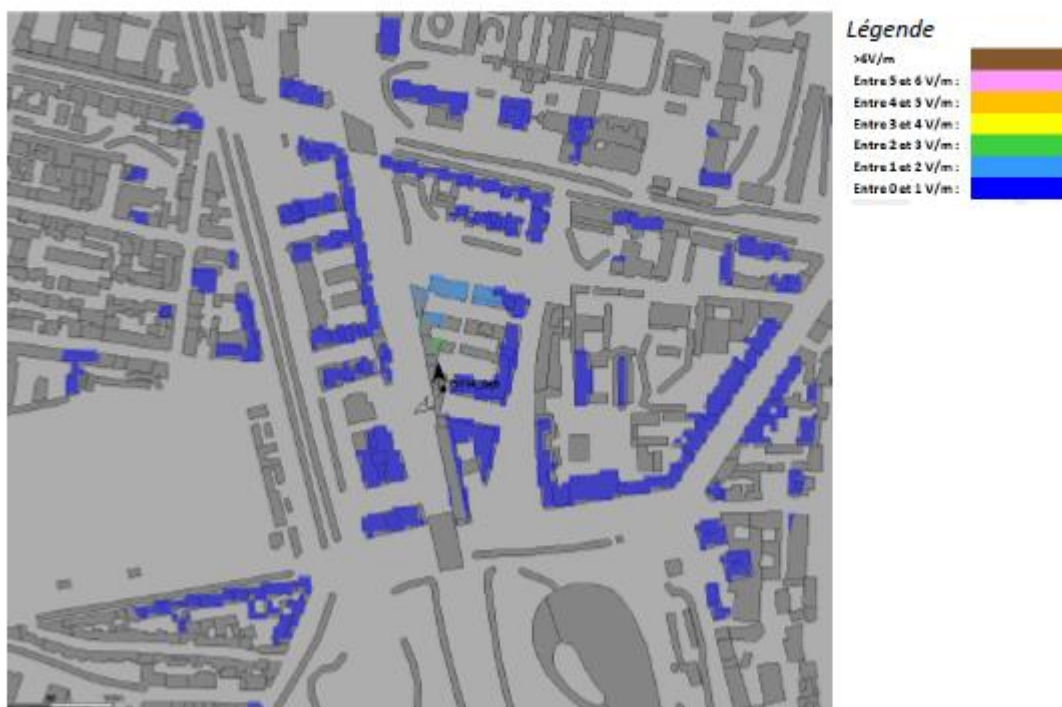 Légende
>6V/m
Entre 5 et 6 V/m :
Entre 4 et 5 V/m :
Entre 3 et 4 V/m :
Entre 2 et 3 V/m :
Entre 1 et 2 V/m :
Entre 0 et 1 V/m :